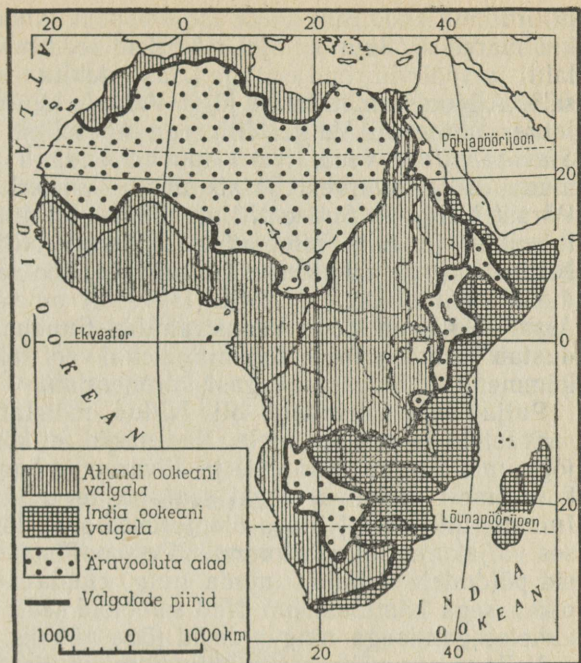 20 0 20 40
ATLANDI
OOKEAN
Põhjapöörijoon
20 20
Ekvaator
0 0
Atlandi ookeani
valgala
India ookeani
valgala
Äravooluta alad
Valgalade piirid
1000 0 1000 km
20
Lõunapöörijoon
INDIA
OOKEAN
20 40